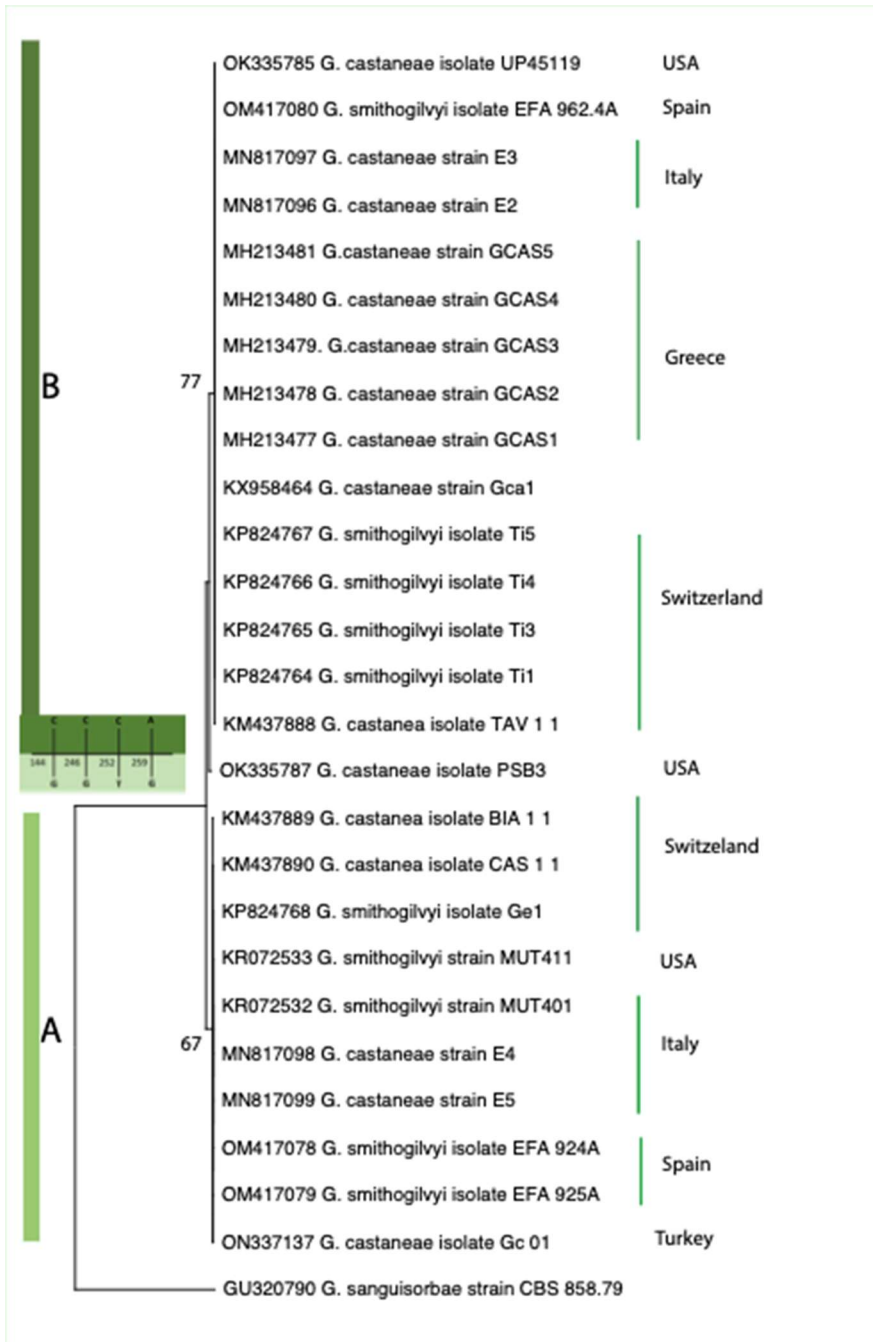 OK335785 G. castaneae isolate UP45119 USA
OM417080 G. smithogilvyi isolate EFA 962.4A Spain
MN817097 G. castaneae strain E3
Italy
MN817096 G. castaneae strain E2
MH213481 G.castaneae strain GCAS5
MH213480 G. castaneae strain GCAS4
MH213479. G.castaneae strain GCAS3
Greece
77
B
MH213478 G. castaneae strain GCAS2
MH213477 G. castaneae strain GCAS1
KX958464 G. castaneae strain Gca1
KP824767 G. smithogilvyi isolate Ti5
KP824766 G. smithogilvyi isolate Ti4
Switzerland
KP824765 G. smithogilvyi isolate Ti3
KP824764 G. smithogilvyi isolate Ti1
KM437888 G. castanea isolate TAV 1 1
C C C A
144 246 252 259
G G Y G
OK335787 G. castaneae isolate PSB3 USA
KM437889 G. castanea isolate BIA 1 1
Switzeland
KM437890 G. castanea isolate CAS 1 1
KP824768 G. smithogilvyi isolate Ge1
KR072533 G. smithogilvyi strain MUT411 USA
KR072532 G. smithogilvyi strain MUT401
A
67
Italy
MN817098 G. castaneae strain E4
MN817099 G. castaneae strain E5
OM417078 G. smithogilvyi isolate EFA 924A
Spain
OM417079 G. smithogilvyi isolate EFA 925A
ON337137 G. castaneae isolate Gc 01 Turkey
GU320790 G. sanguisorbae strain CBS 858.79